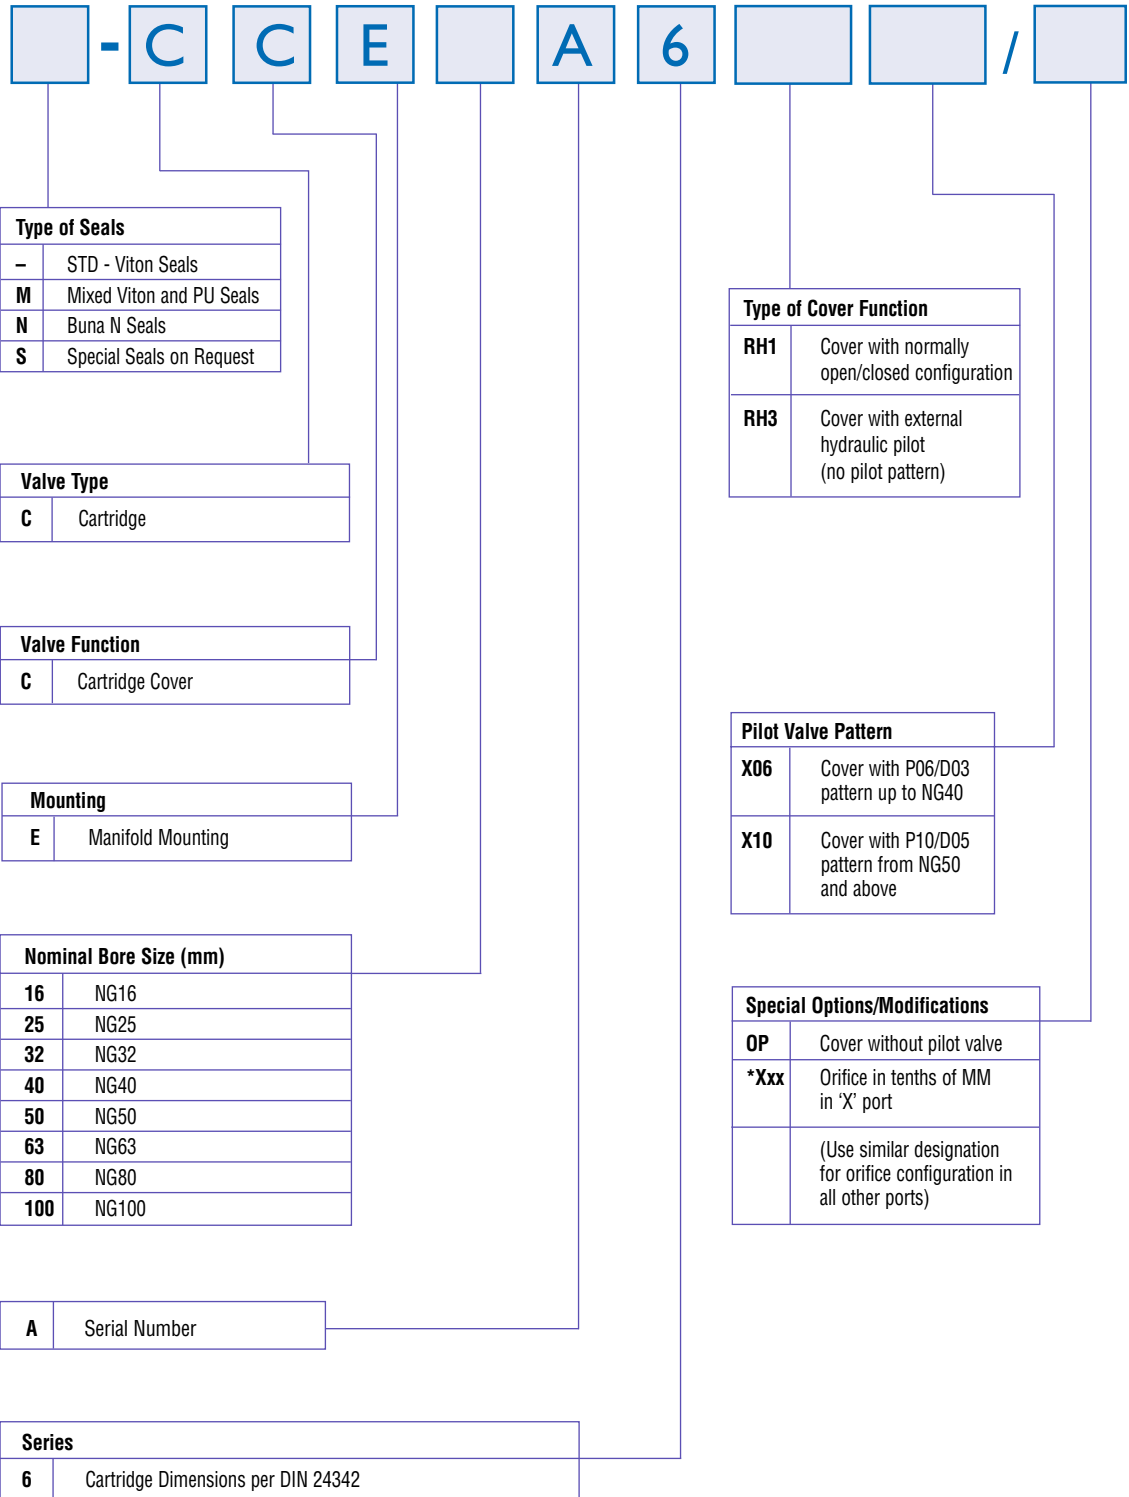 - C C E A 6 /
Type of Seals
– STD - Viton Seals
M Mixed Viton and PU Seals
N Buna N Seals
S Special Seals on Request
Valve Type
C Cartridge
Valve Function
C Cartridge Cover
Mounting
E Manifold Mounting
Nominal Bore Size (mm)
16 NG16
25 NG25
32 NG32
40 NG40
50 NG50
63 NG63
80 NG80
100 NG100
A Serial Number
Series
6 Cartridge Dimensions per DIN 24342
Type of Cover Function
RH1 Cover with normally
open/closed configuration
RH3 Cover with external
hydraulic pilot
(no pilot pattern)
Pilot Valve Pattern
X06 Cover with P06/D03
pattern up to NG40
X10 Cover with P10/D05
pattern from NG50
and above
Special Options/Modifications
OP Cover without pilot valve
*Xxx Orifice in tenths of MM
in ‘X’ port
(Use similar designation
for orifice configuration in
all other ports)